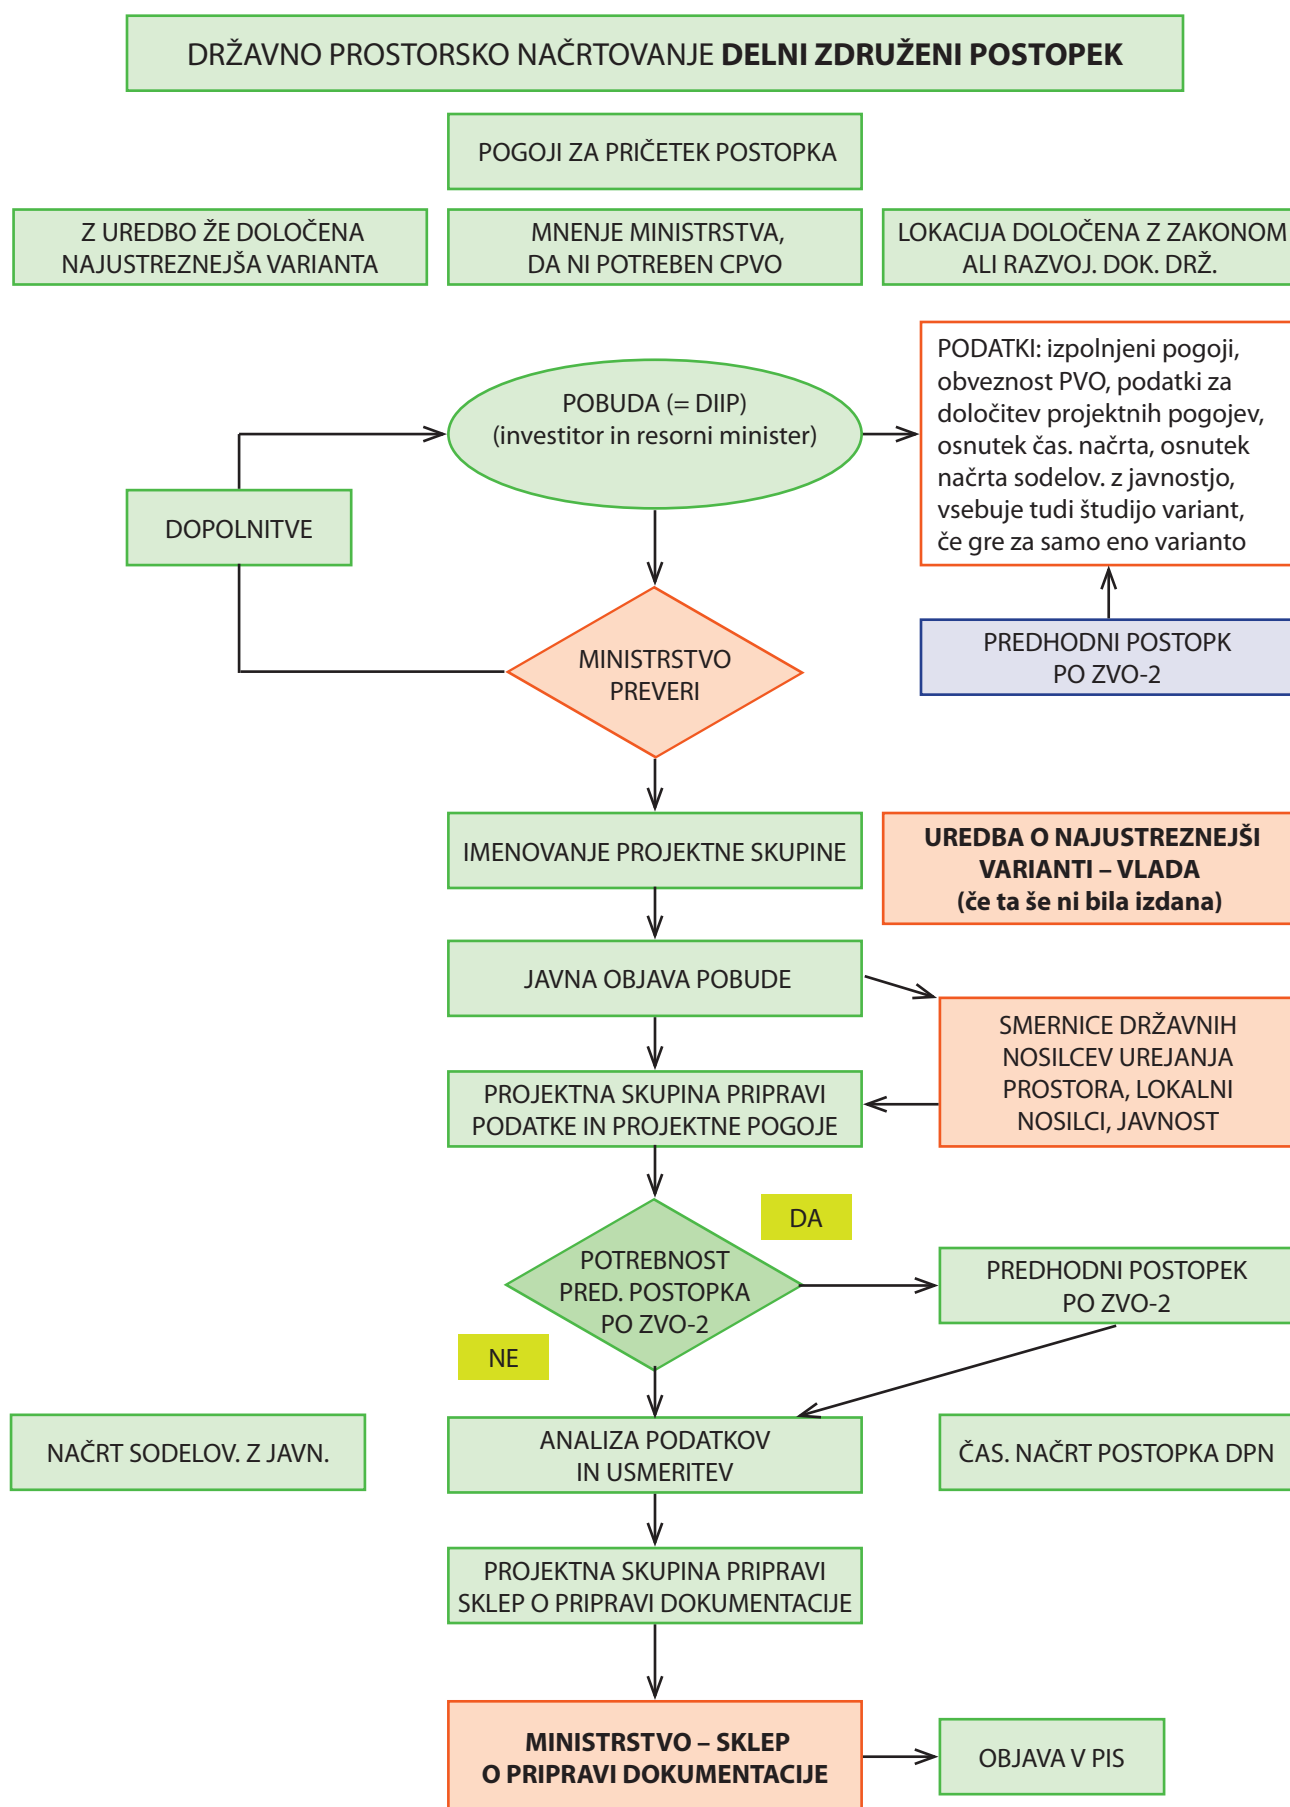 DRŽAVNO PROSTORSKO NAČRTOVANJE DELNI ZDRUŽENI POSTOPEK
POGOJI ZA PRIČETEK POSTOPKA
Z UREDBO ŽE DOLOČENA
NAJUSTREZNEJŠA VARIANTA
MNENJE MINISTRSTVA,
DA NI POTREBEN CPVO
LOKACIJA DOLOČENA Z ZAKONOM
ALI RAZVOJ. DOK. DRŽ.
POBUDA (= DIIP)
(investitor in resorni minister)
PODATKI: izpolnjeni pogoji,
obveznost PVO, podatki za
določitev projektnih pogojev,
osnutek čas. načrta, osnutek
načrta sodelov. z javnostjo,
vsebuje tudi študijo variant,
če gre za samo eno varianto
DOPOLNITVE
MINISTRSTVO
PREVERI
PREDHODNI POSTOPK
PO ZVO-2
IMENOVANJE PROJEKTNE SKUPINE
UREDBA O NAJUSTREZNEJŠI
VARIANTI – VLADA
(če ta še ni bila izdana)
JAVNA OBJAVA POBUDE
SMERNICE DRŽAVNIH
NOSILCEV UREJANJA
PROSTORA, LOKALNI
NOSILCI, JAVNOST
PROJEKTNA SKUPINA PRIPRAVI
PODATKE IN PROJEKTNE POGOJE
DA
POTREBNOST
PRED. POSTOPKA
PO ZVO-2
PREDHODNI POSTOPEK
PO ZVO-2
NE
NAČRT SODELOV. Z JAVN.
ANALIZA PODATKOV
IN USMERITEV
ČAS. NAČRT POSTOPKA DPN
PROJEKTNA SKUPINA PRIPRAVI
SKLEP O PRIPRAVI DOKUMENTACIJE
MINISTRSTVO – SKLEP
O PRIPRAVI DOKUMENTACIJE
OBJAVA V PIS